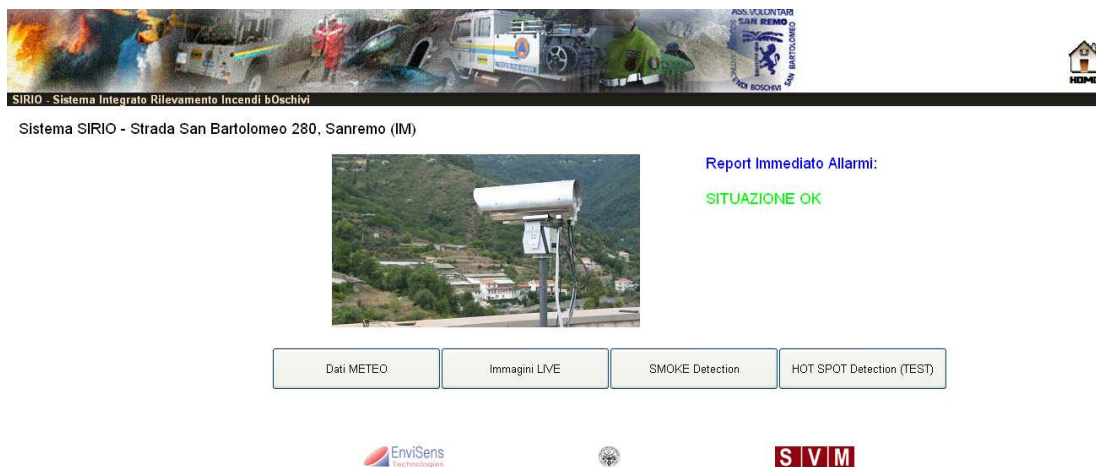 ASS.VOLONTARI
SAN REMO
SAN BARTOLOMEO
BOSCHIVI
HOME
SIRIO - Sistema Integrato Rilevamento Incendi bOschivi
Sistema SIRIO - Strada San Bartolomeo 280, Sanremo (IM)
Report Immediato Allarmi:
SITUAZIONE OK
Dati METEO
Immagini LIVE
SMOKE Detection
HOT SPOT Detection (TEST)
EnviSens
Technologies
SVM